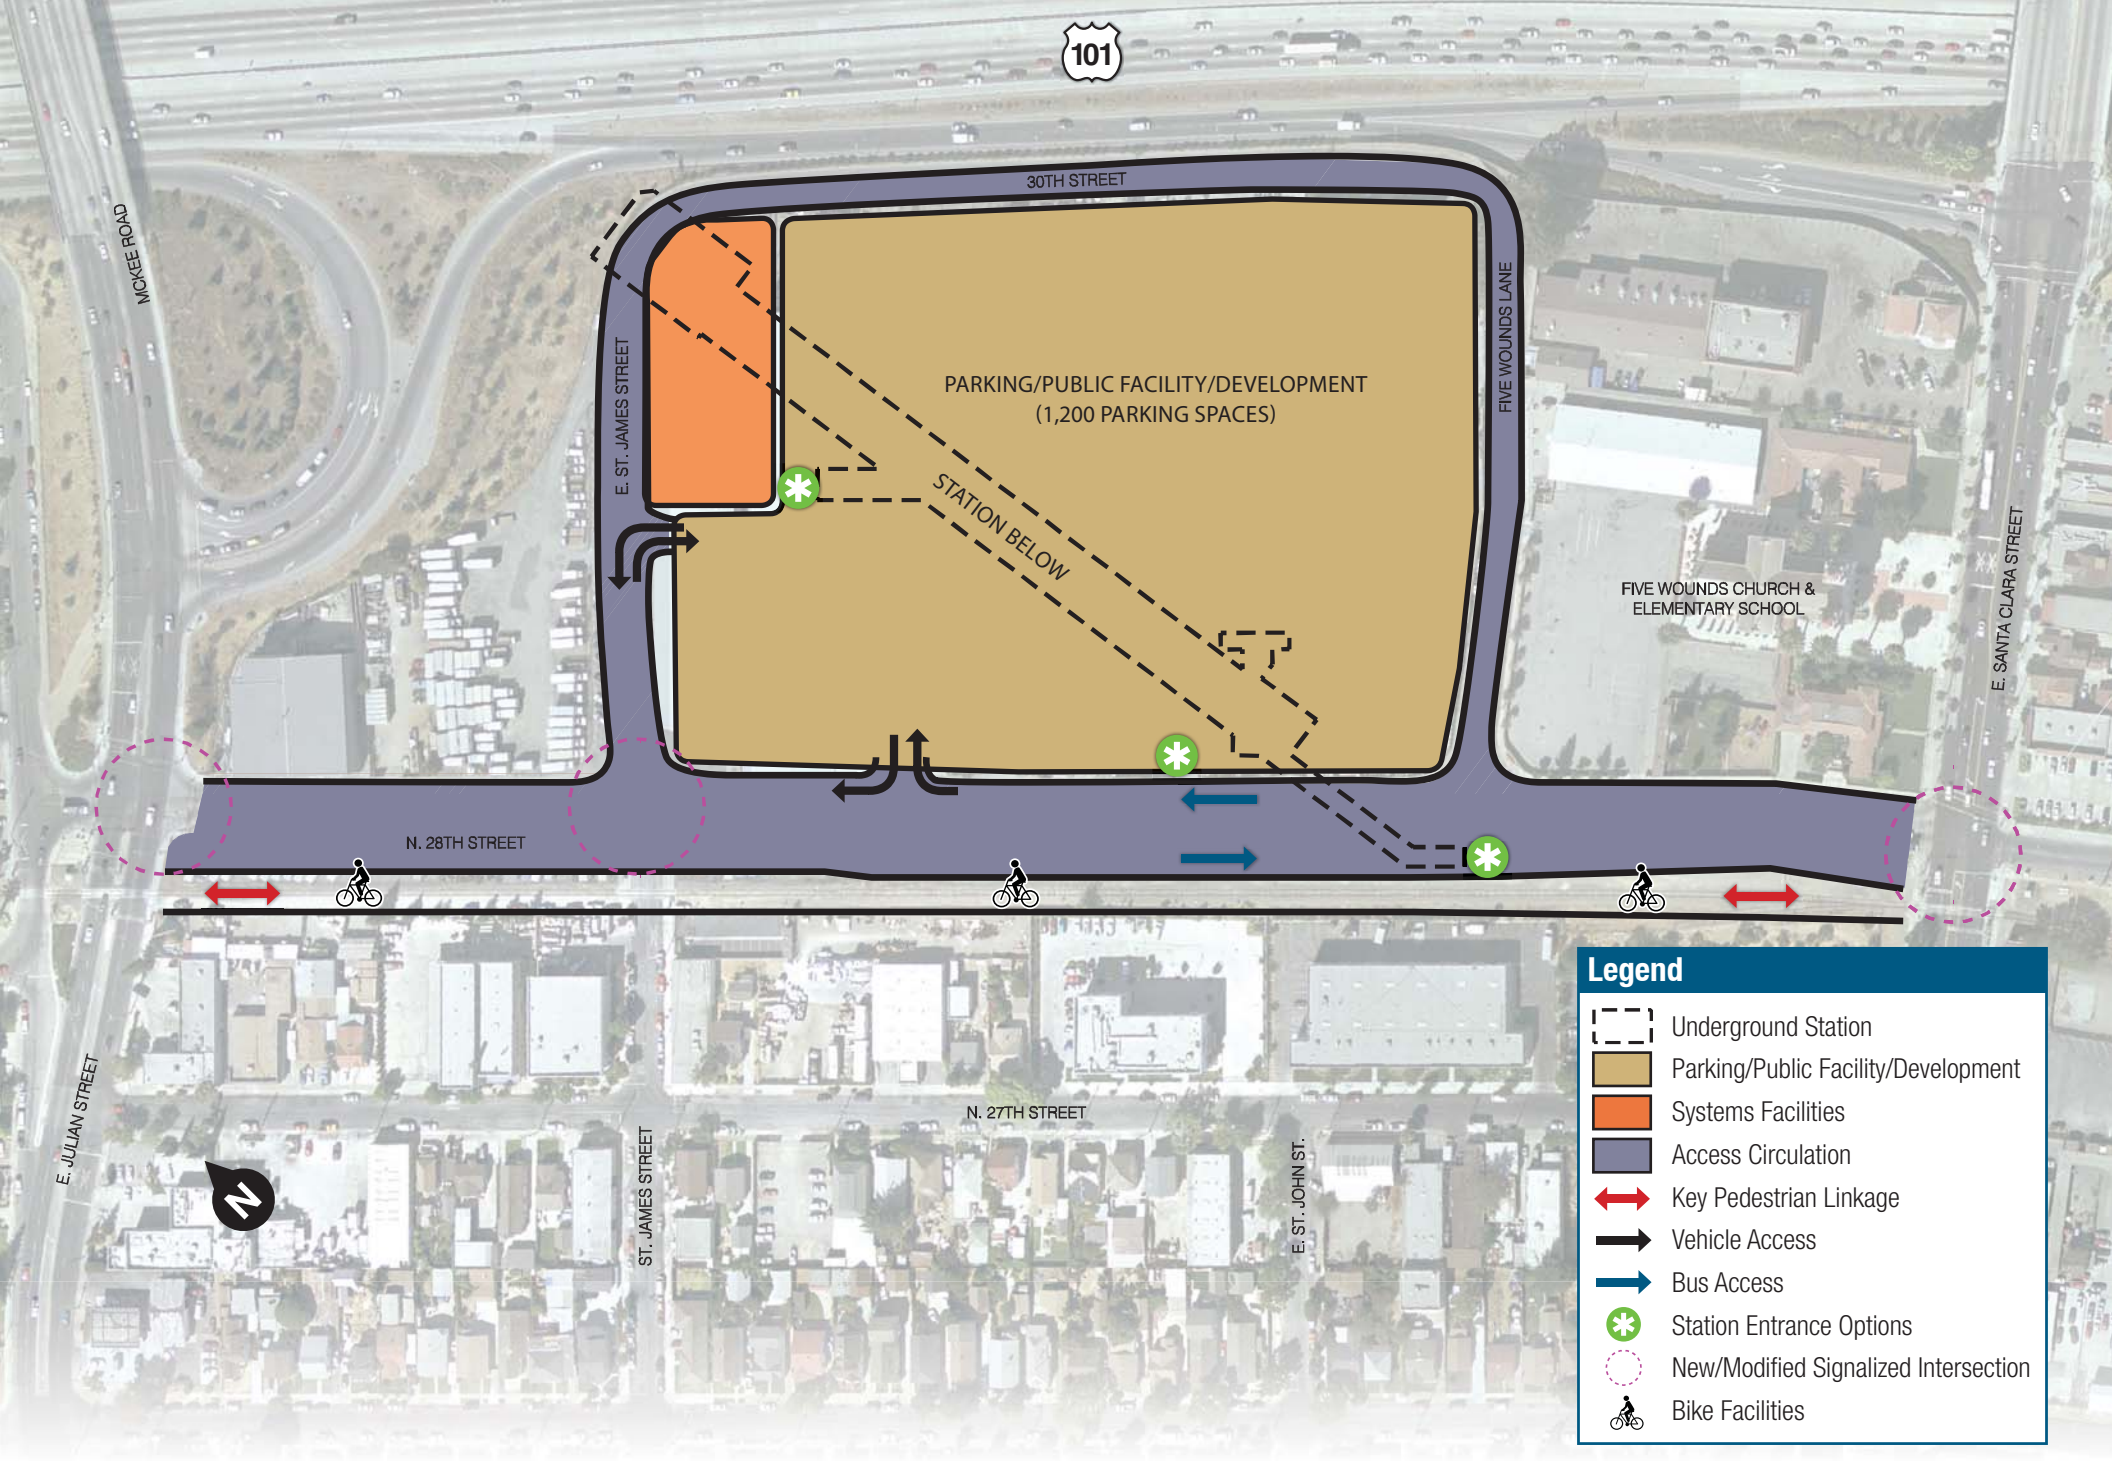 101
30TH STREET
MCKEE ROAD
FIVE WOUNDS LANE
E. ST. JAMES STREET
PARKING/PUBLIC FACILITY/DEVELOPMENT
(1,200 PARKING SPACES)
STATION BELOW
FIVE WOUNDS CHURCH &
ELEMENTARY SCHOOL
E. SANTA CLARA STREET
N. 28TH STREET
E. JULIAN STREET
N. 27TH STREET
ST. JAMES STREET
E. ST. JOHN ST.
N
Legend
Underground Station
Parking/Public Facility/Development
Systems Facilities
Access Circulation
Key Pedestrian Linkage
Vehicle Access
Bus Access
Station Entrance Options
New/Modified Signalized Intersection
Bike Facilities